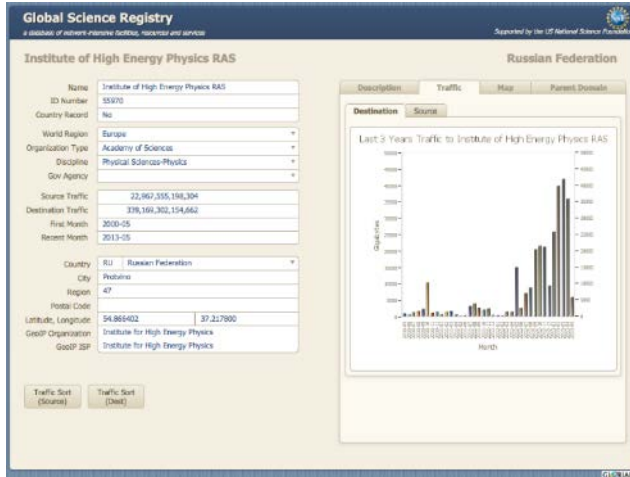 Global Science Registry
a database of network-intensive facilities, resources and services
Supported by the US National Science Foundation
Institute of High Energy Physics RAS
Russian Federation
Name Institute of High Energy Physics RAS
ID Number 55970
Country Record No
World Region Europe
Organization Type Academy of Sciences
Discipline Physical Sciences-Physics
Gov Agency
Source Traffic 22,967,555,198,304
Destination Traffic 339,169,302,154,662
First Month 2000-05
Recent Month 2013-05
Country RU Russian Federation
City Protvino
Region 47
Postal Code
Latitude, Longitude 54.866402 37.217800
GeoIP Organization Institute for High Energy Physics
GeoIP ISP Institute for High Energy Physics
Traffic Sort (Source)
Traffic Sort (Dest)
Description Traffic Map Parent Domain
Destination Source
Last 3 Years Traffic to Institute of High Energy Physics RAS
Gigabytes
Month